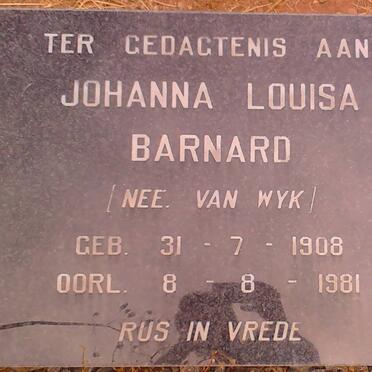 TER GEDAGTENIS AAN
JOHANNA LOUISA
BARNARD
[NEE. VAN WYK]
GEB. 31 - 7 - 1908
OORL. 8 - 8 - 1981
RUS IN VREDE